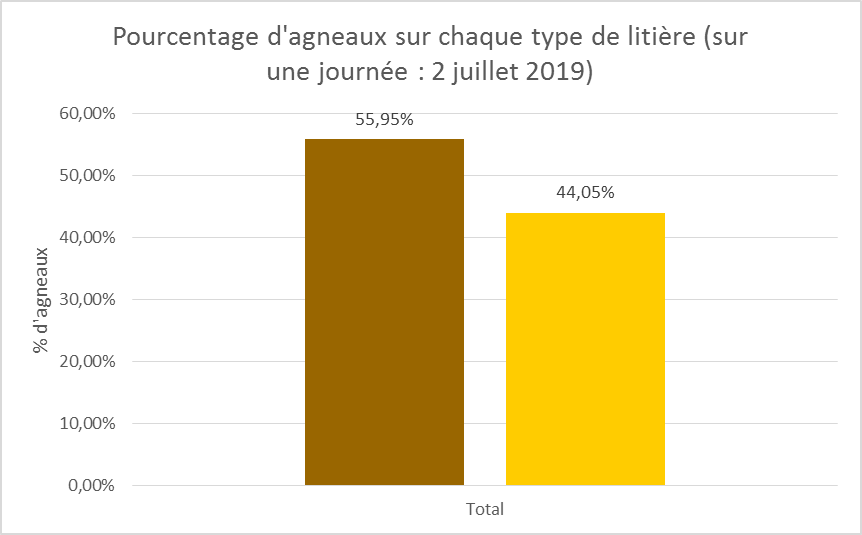 Pourcentage d'agneaux sur chaque type de litière (sur
une journée : 2 juillet 2019)
60,00%
55,95%
50,00%
44,05%
40,00%
% d'agneaux
30,00%
20,00%
10,00%
0,00%
Total